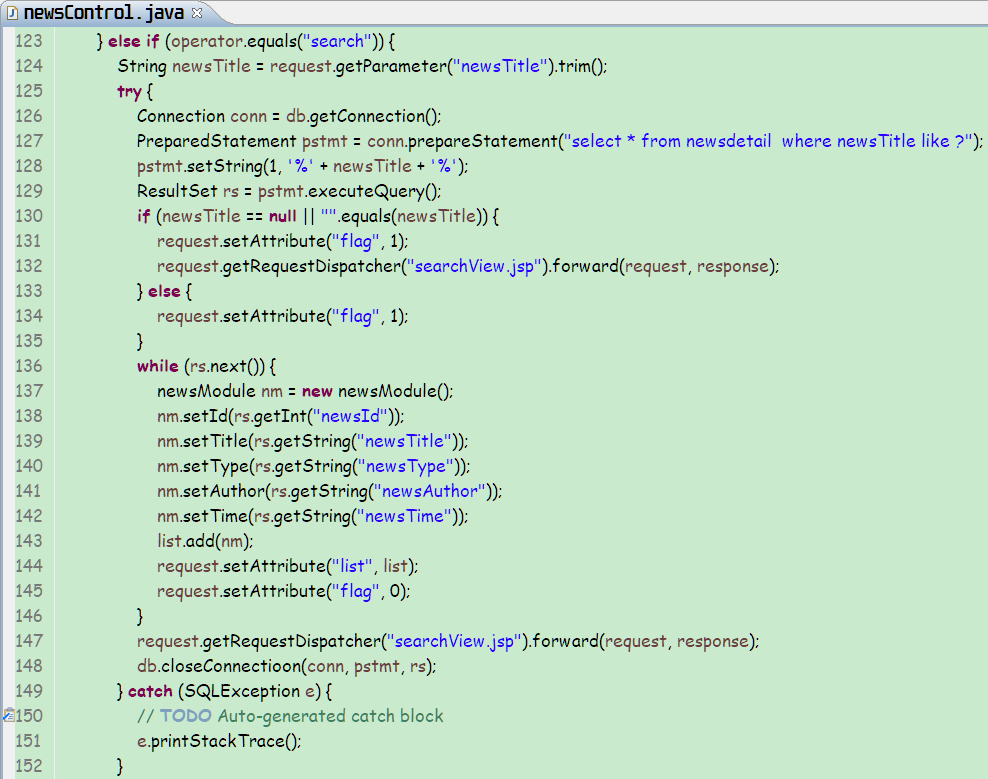 newsControl.java
123 } else if (operator.equals("search")) {
124 String newsTitle = request.getParameter("newsTitle").trim();
125 try {
126 Connection conn = db.getConnection();
127 PreparedStatement pstmt = conn.prepareStatement("select * from newsdetail  where newsTitle like ?");
128 pstmt.setString(1, '%' + newsTitle + '%');
129 ResultSet rs = pstmt.executeQuery();
130 if (newsTitle == null || "".equals(newsTitle)) {
131 request.setAttribute("flag", 1);
132 request.getRequestDispatcher("searchView.jsp").forward(request, response);
133 } else {
134 request.setAttribute("flag", 1);
135 }
136 while (rs.next()) {
137 newsModule nm = new newsModule();
138 nm.setId(rs.getInt("newsId"));
139 nm.setTitle(rs.getString("newsTitle"));
140 nm.setType(rs.getString("newsType"));
141 nm.setAuthor(rs.getString("newsAuthor"));
142 nm.setTime(rs.getString("newsTime"));
143 list.add(nm);
144 request.setAttribute("list", list);
145 request.setAttribute("flag", 0);
146 }
147 request.getRequestDispatcher("searchView.jsp").forward(request, response);
148 db.closeConnectioon(conn, pstmt, rs);
149 } catch (SQLException e) {
150 // TODO Auto-generated catch block
151 e.printStackTrace();
152 }